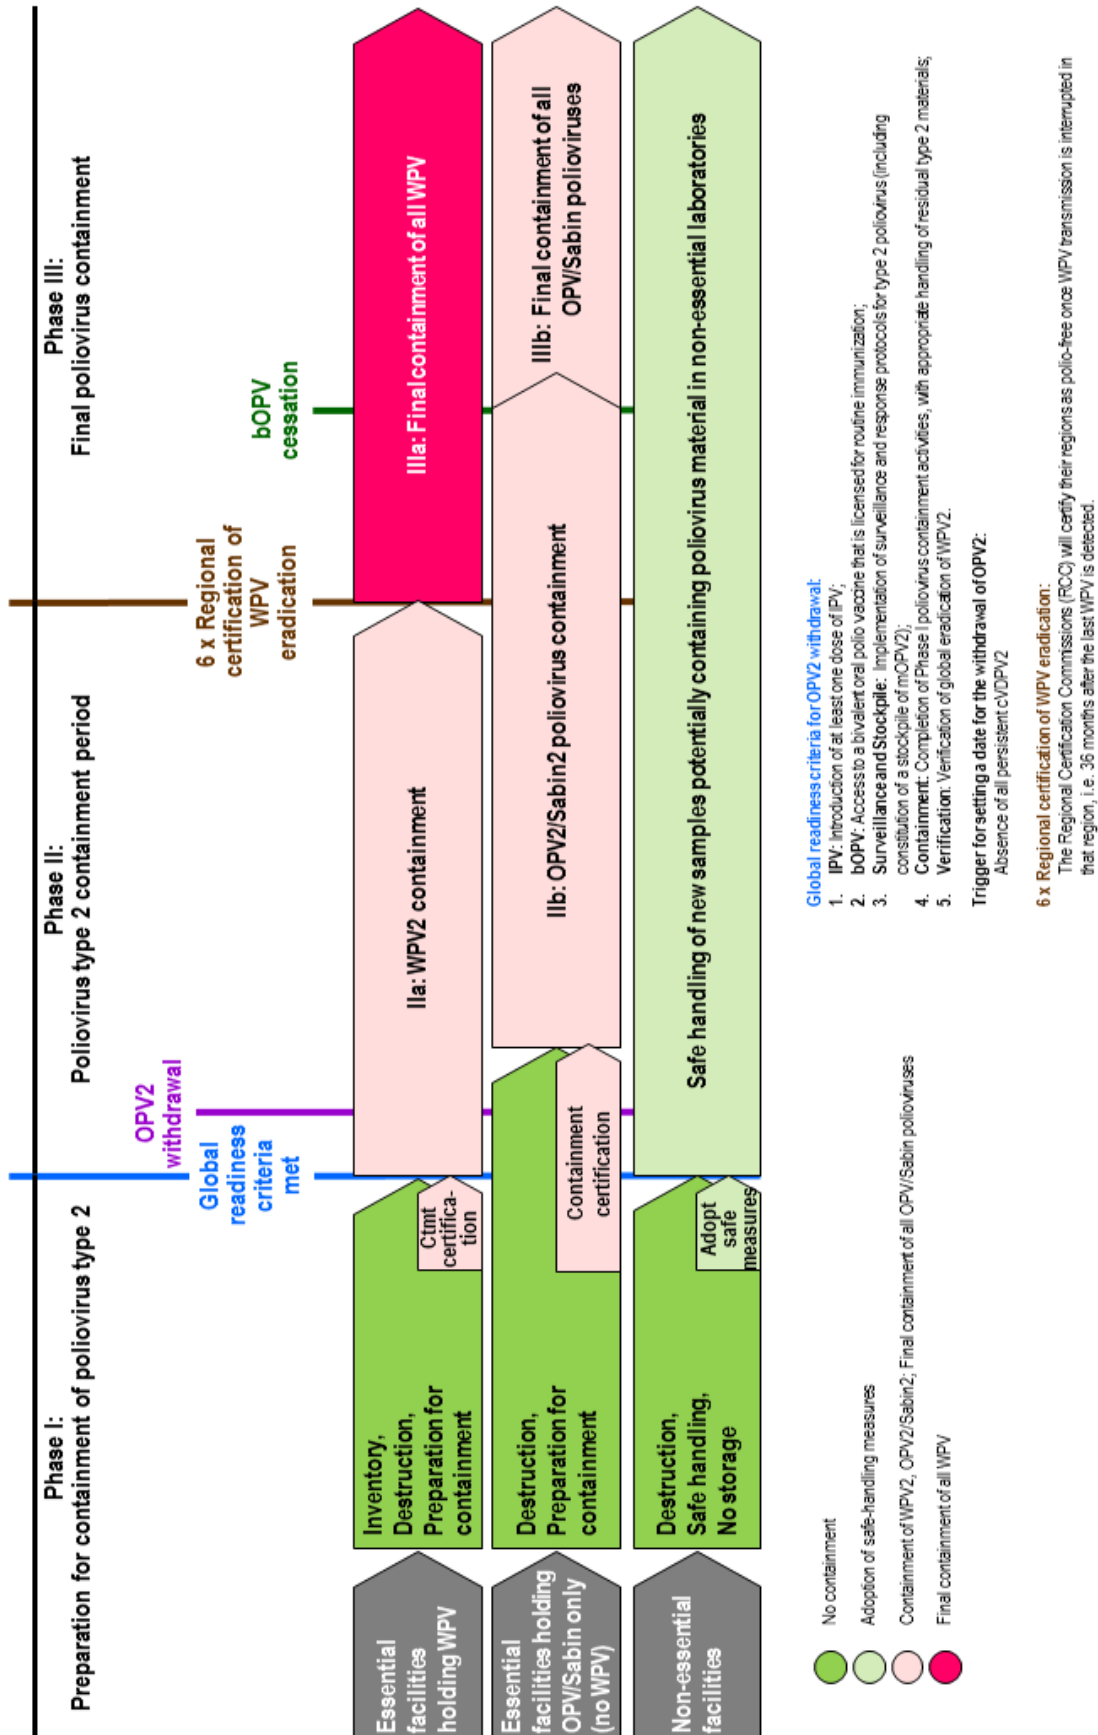 Phase I:
Preparation for containment of poliovirus type 2
Phase II:
Poliovirus type 2 containment period
Phase III:
Final poliovirus containment
Global
readiness
criteria
met
OPV2
withdrawal
6 x Regional
certification of
WPV
eradication
bOPV
cessation
Essential
facilities
holding WPV
Inventory,
Destruction,
Preparation for
containment
Ctmt
certifica-
tion
IIa: WPV2 containment
IIIa: Final containment of all WPV
Essential
facilities holding
OPV/Sabin only
(no WPV)
Destruction,
Preparation for
containment
Containment
certification
IIb: OPV2/Sabin2 poliovirus containment
IIIb: Final containment of all
OPV/Sabin polioviruses
Non-essential
facilities
Destruction,
Safe handling,
No storage
Adopt
safe
measures
Safe handling of new samples potentially containing poliovirus material in non-essential laboratories
No containment
Adoption of safe-handling measures
Containment of WPV2, OPV2/Sabin2; Final containment of all OPV/Sabin polioviruses
Final containment of all WPV
Global readiness criteria for OPV2 withdrawal:
1. IPV: Introduction of at least one dose of IPV;
2. bOPV: Access to a bivalent oral polio vaccine that is licensed for routine immunization;
3. Surveillance and Stockpile: Implementation of surveillance and response protocols for type 2 poliovirus (including
constitution of a stockpile of mOPV2);
4. Containment: Completion of Phase I poliovirus containment activities, with appropriate handling of residual type 2 materials;
5. Verification: Verification of global eradication of WPV2.
Trigger for setting a date for the withdrawal of OPV2:
Absence of all persistent cVDPV2
6 x Regional certification of WPV eradication:
The Regional Certification Commissions (RCC) will certify their regions as polio-free once WPV transmission is interrupted in
that region, i.e. 36 months after the last WPV is detected.